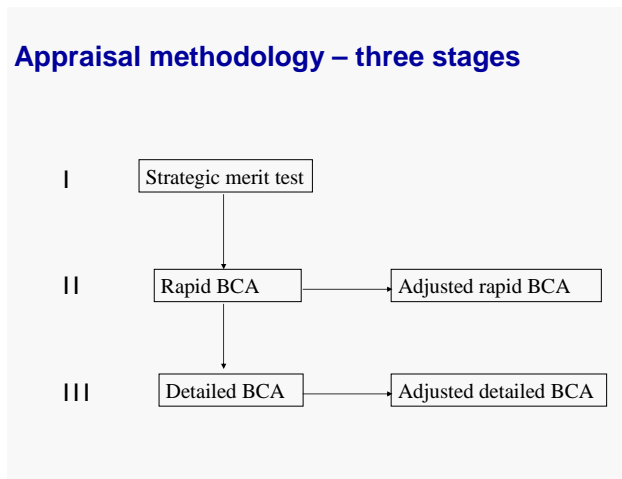 Appraisal methodology – three stages
I Strategic merit test
II Rapid BCA Adjusted rapid BCA
III Detailed BCA Adjusted detailed BCA